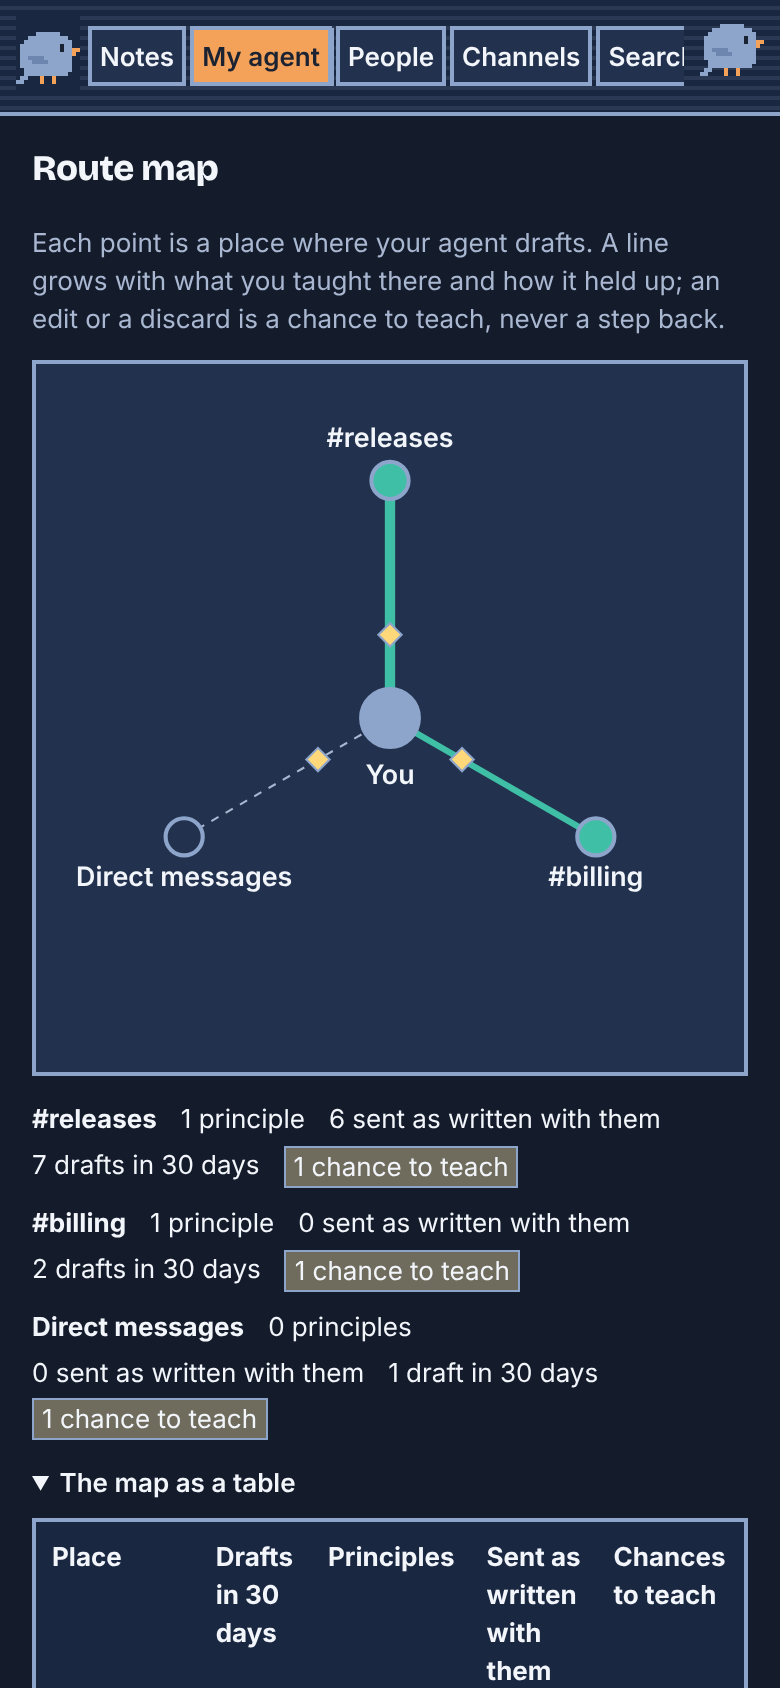 Notes My agent People Channels Search
Route map
Each point is a place where your agent drafts. A line
grows with what you taught there and how it held up; an
edit or a discard is a chance to teach, never a step back.
#releases
You
Direct messages
#billing
#releases 1 principle 6 sent as written with them
7 drafts in 30 days 1 chance to teach
#billing 1 principle 0 sent as written with them
2 drafts in 30 days 1 chance to teach
Direct messages 0 principles
0 sent as written with them 1 draft in 30 days
1 chance to teach
The map as a table
Place Drafts in 30 days Principles Sent as written with them Chances to teach